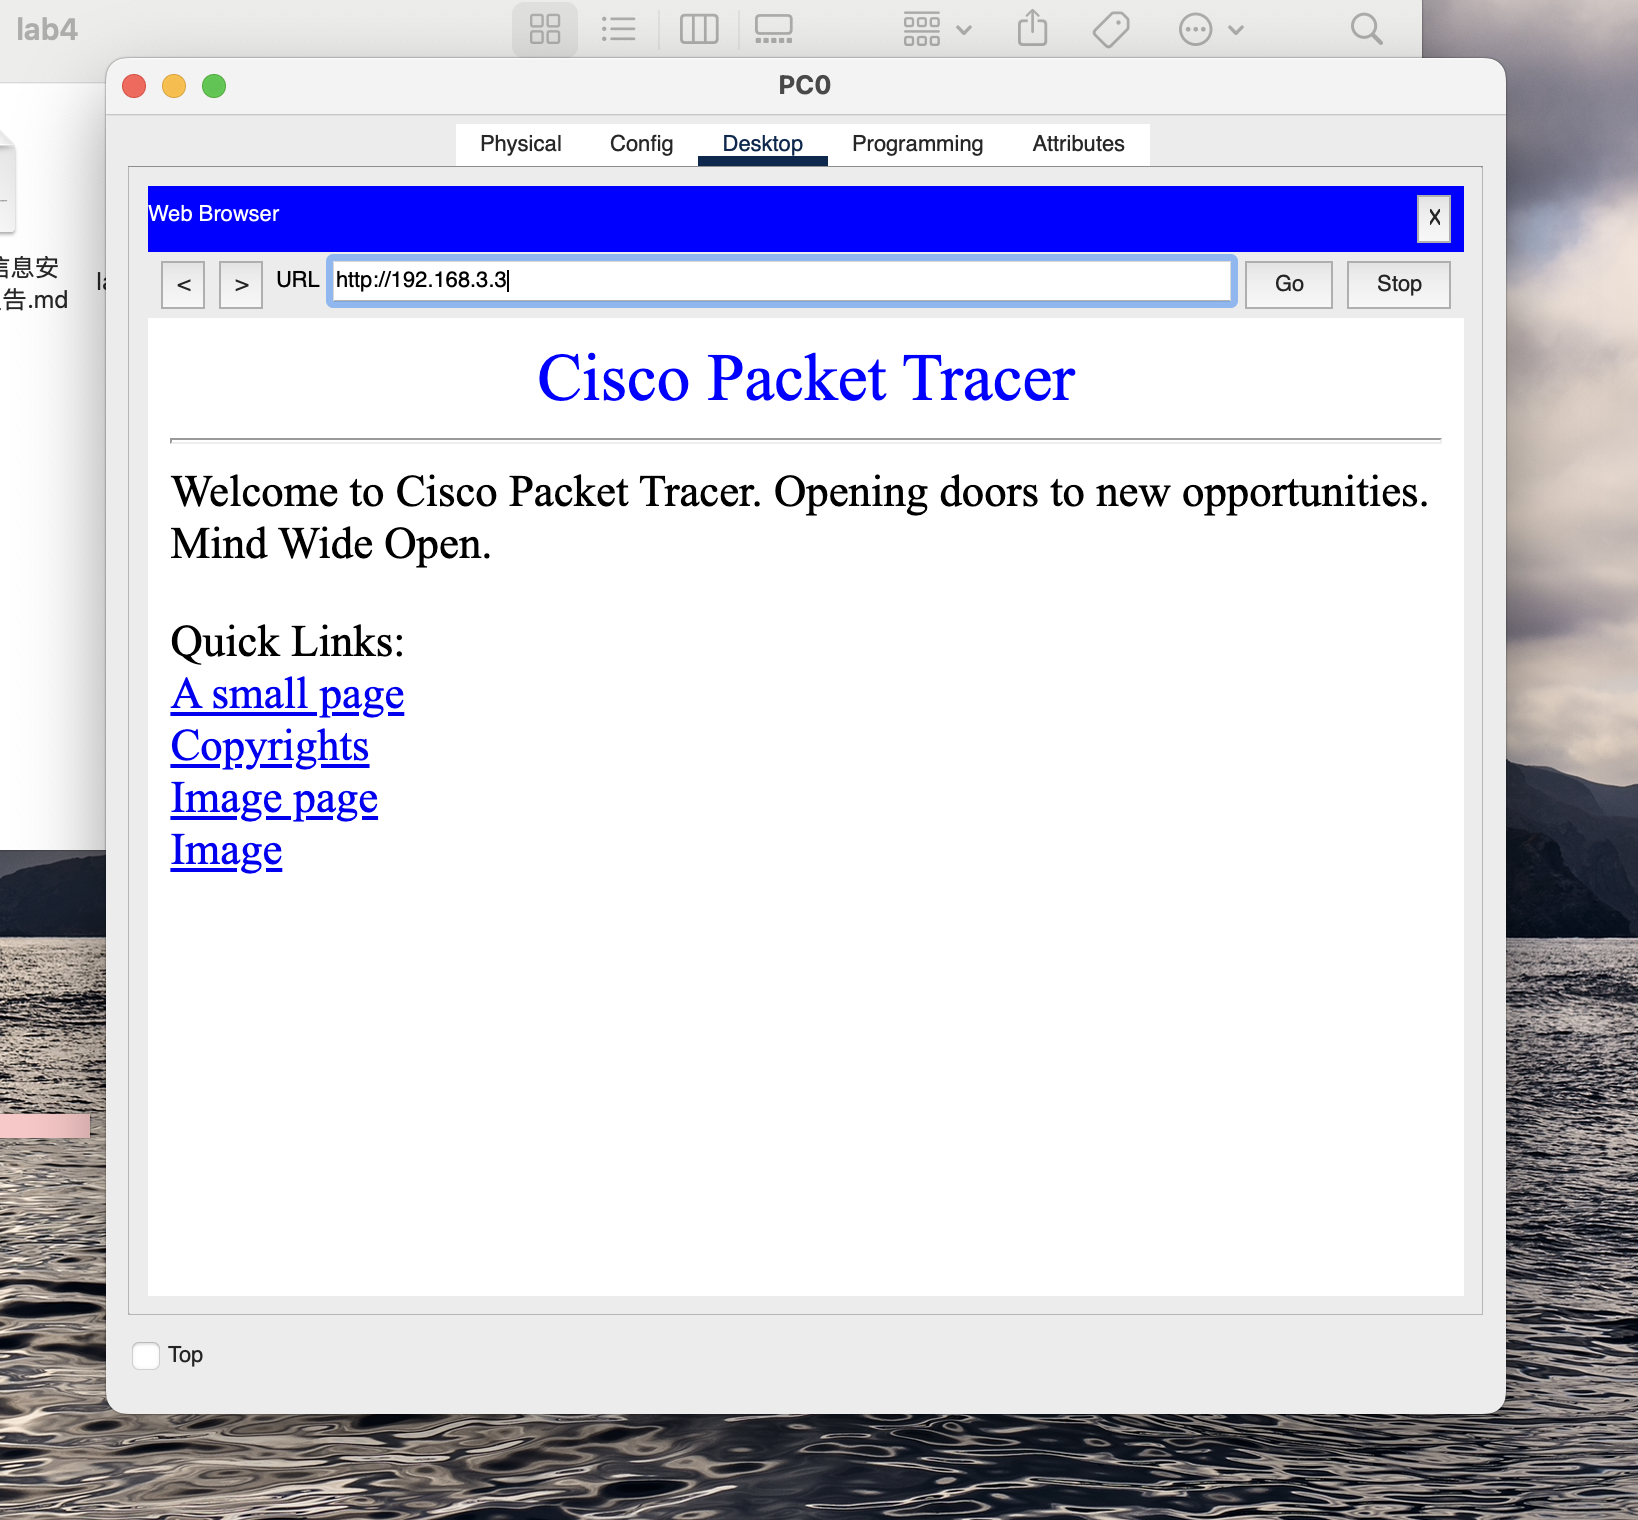 lab4
PC0
Physical Config Desktop Programming Attributes
Web Browser
X
< > URL http://192.168.3.3 Go Stop
信息安
告.md
Cisco Packet Tracer
Welcome to Cisco Packet Tracer. Opening doors to new opportunities.
Mind Wide Open.
Quick Links:
A small page
Copyrights
Image page
Image
Top